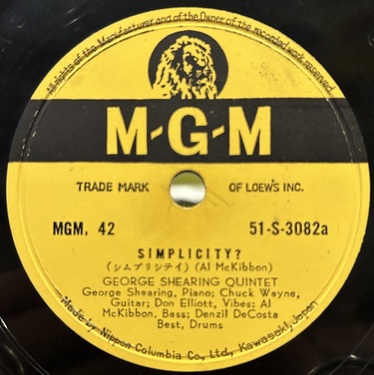 All rights of the Manufacturer and of the Owner of the recorded work reserved
M-G-M
TRADE MARK OF LOEW'S INC.
MGM. 42 51-S-3082a
SIMPLICITY?
(シムプリシテイ) (Al McKibbon)
GEORGE SHEARING QUINTET
George Shearing, Piano; Chuck Wayne,
Guitar; Don Elliott, Vibes; Al
McKibbon, Bass; Denzil DeCosta
Best, Drums
Made by Nippon Columbia Co., Ltd., Kawasaki, Japan